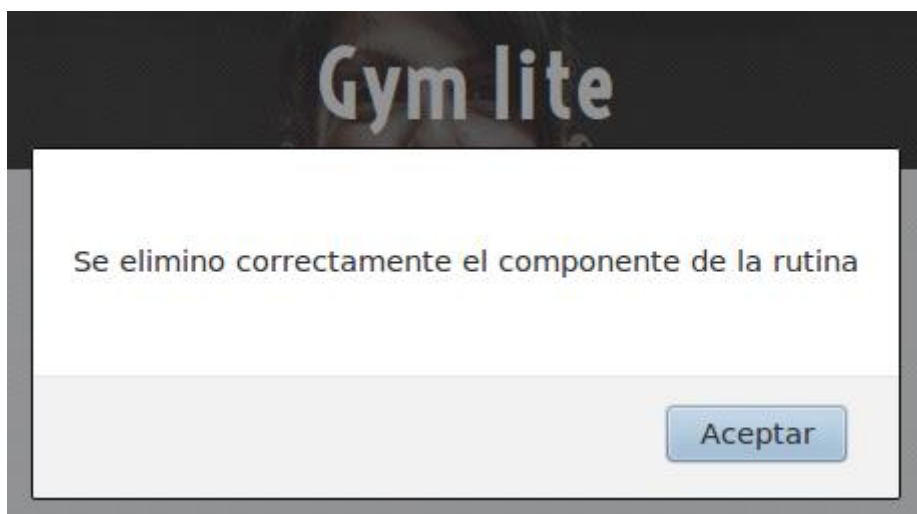 Gym lite
Se elimino correctamente el componente de la rutina
Aceptar